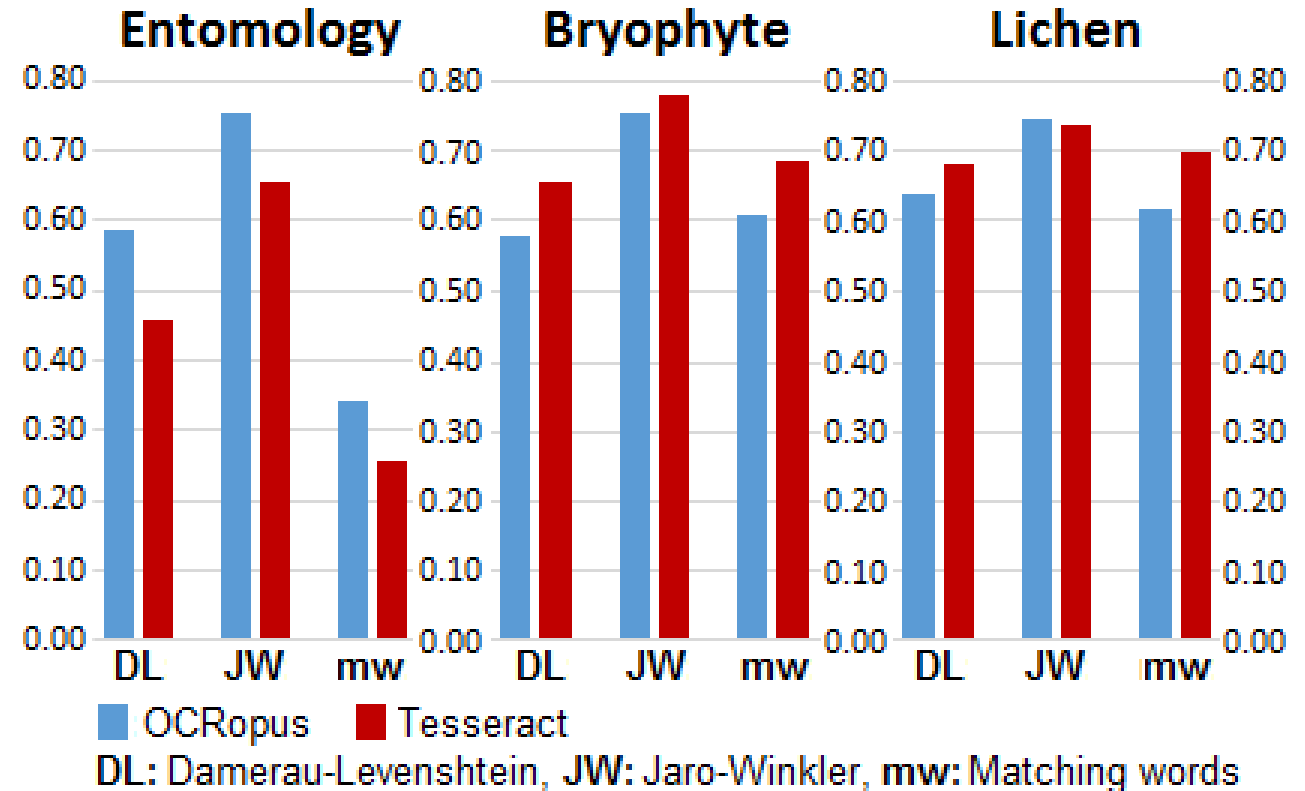 Entomology Bryophyte Lichen
0.80 0.80 0.80 0.80
0.70 0.70 0.70 0.70
0.60 0.60 0.60 0.60
0.50 0.50 0.50 0.50
0.40 0.40 0.40 0.40
0.30 0.30 0.30 0.30
0.20 0.20 0.20 0.20
0.10 0.10 0.10 0.10
0.00 0.00 0.00 0.00
DL JW mw DL JW mw DL JW mw
OCRopus Tesseract
DL: Damerau-Levenshtein, JW: Jaro-Winkler, mw: Matching words